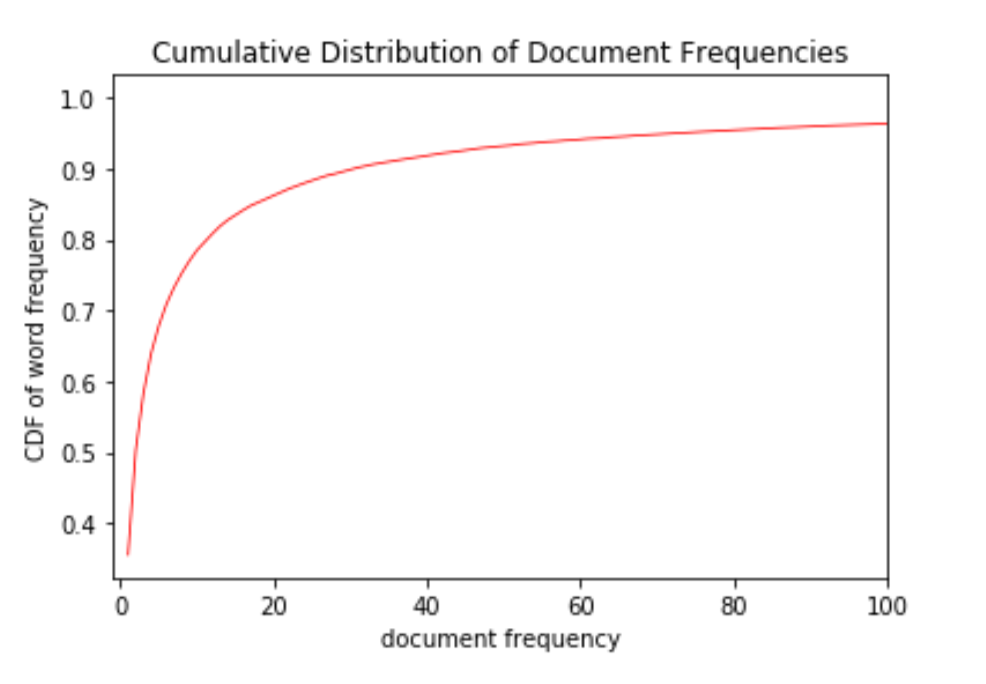 Cumulative Distribution of Document Frequencies
1.0
0.9
0.8
0.7
0.6
0.5
0.4
CDF of word frequency
0 20 40 60 80 100
document frequency